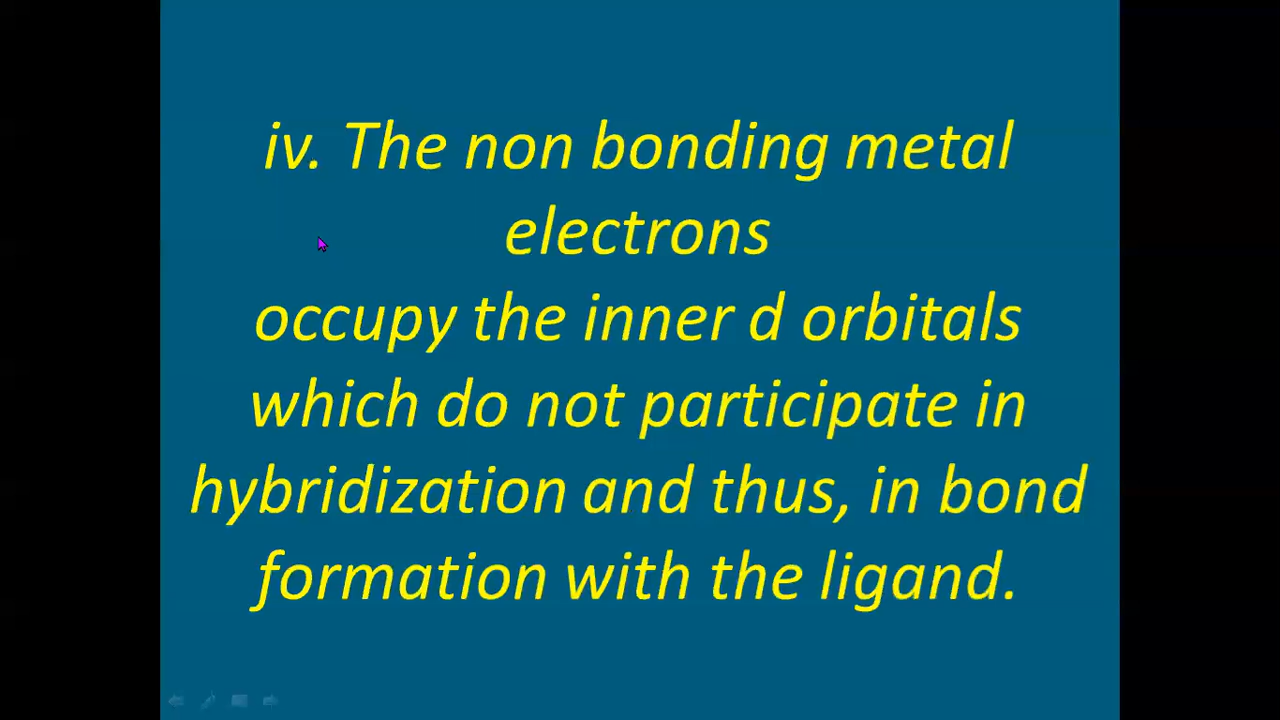 iv. The non bonding metal
electrons
occupy the inner d orbitals
which do not participate in
hybridization and thus, in bond
formation with the ligand.